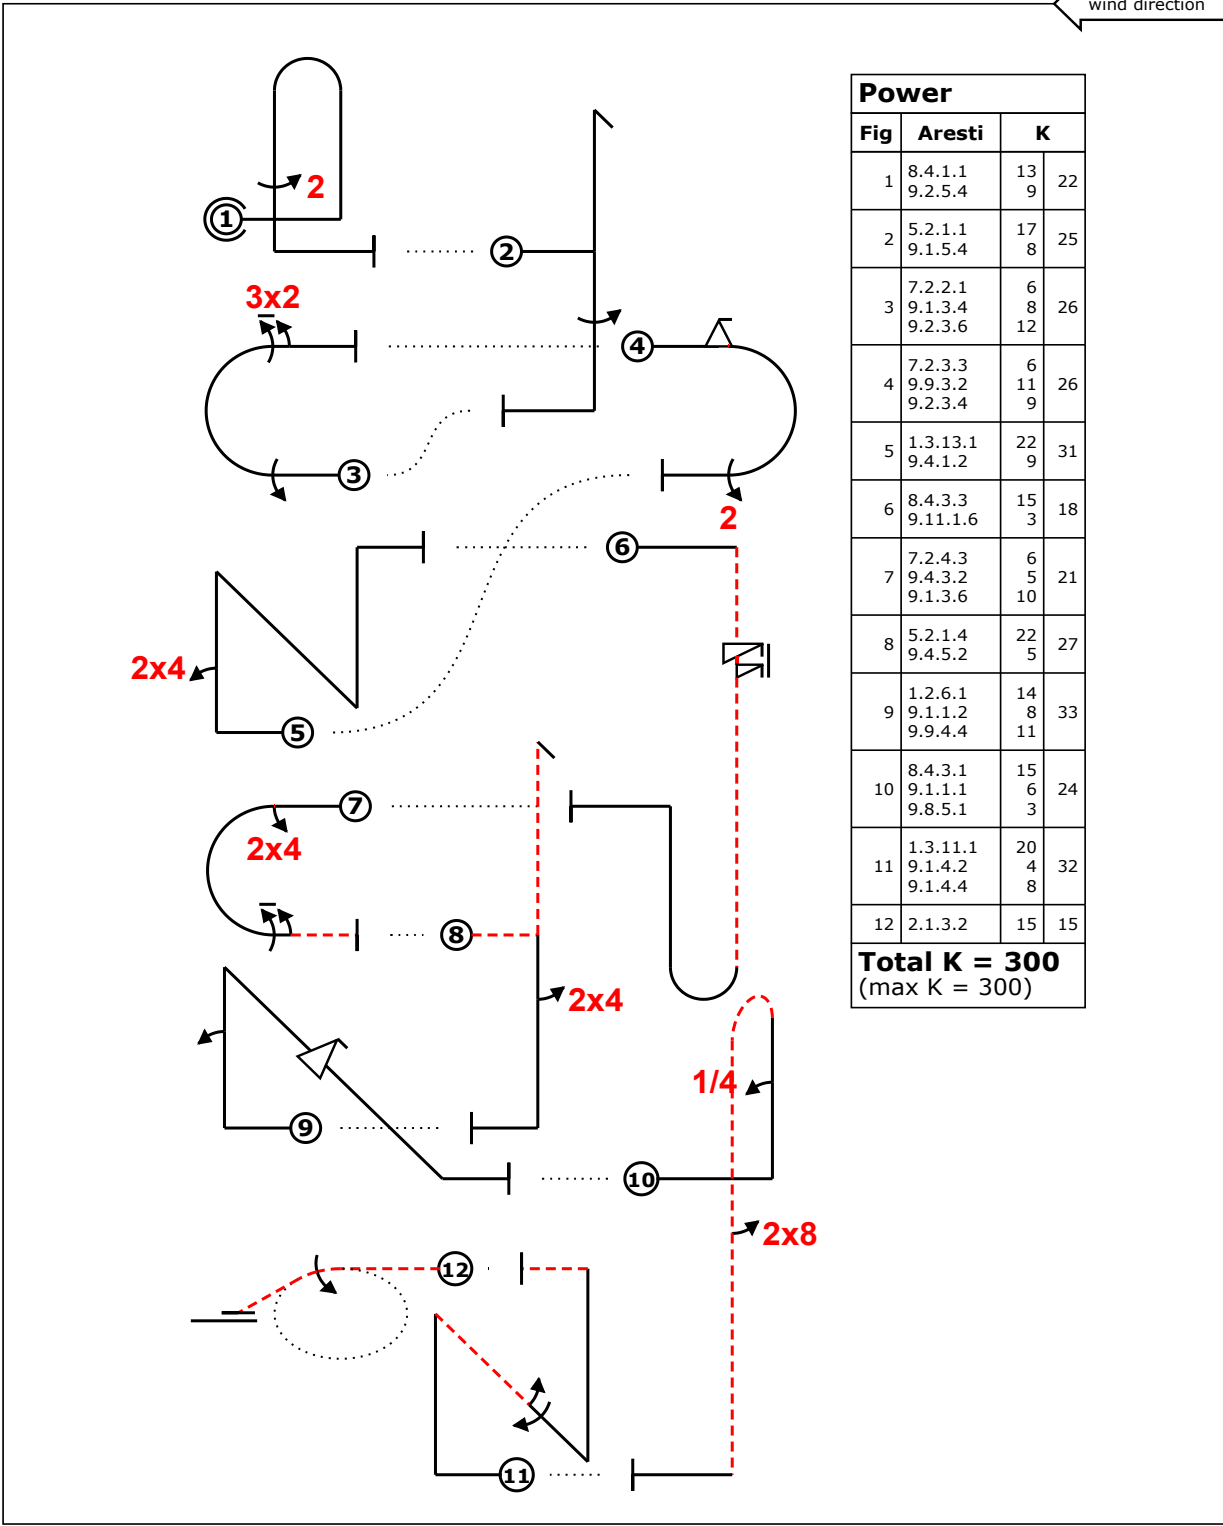 wind direction
2
1
2
3x2
4
3
2
6
2x4
5
7
2x4
8
2x4
1/4
9
10
2x8
12
11
Power
Fig Aresti K
1 8.4.1.1 13 22
9.2.5.4 9
2 5.2.1.1 17 25
9.1.5.4 8
3 7.2.2.1 6 26
9.1.3.4 8
9.2.3.6 12
4 7.2.3.3 6 26
9.9.3.2 11
9.2.3.4 9
5 1.3.13.1 22 31
9.4.1.2 9
6 8.4.3.3 15 18
9.11.1.6 3
7 7.2.4.3 6 21
9.4.3.2 5
9.1.3.6 10
8 5.2.1.4 22 27
9.4.5.2 5
9 1.2.6.1 14 33
9.1.1.2 8
9.9.4.4 11
10 8.4.3.1 15 24
9.1.1.1 6
9.8.5.1 3
11 1.3.11.1 20 32
9.1.4.2 4
9.1.4.4 8
12 2.1.3.2 15 15
Total K = 300
(max K = 300)